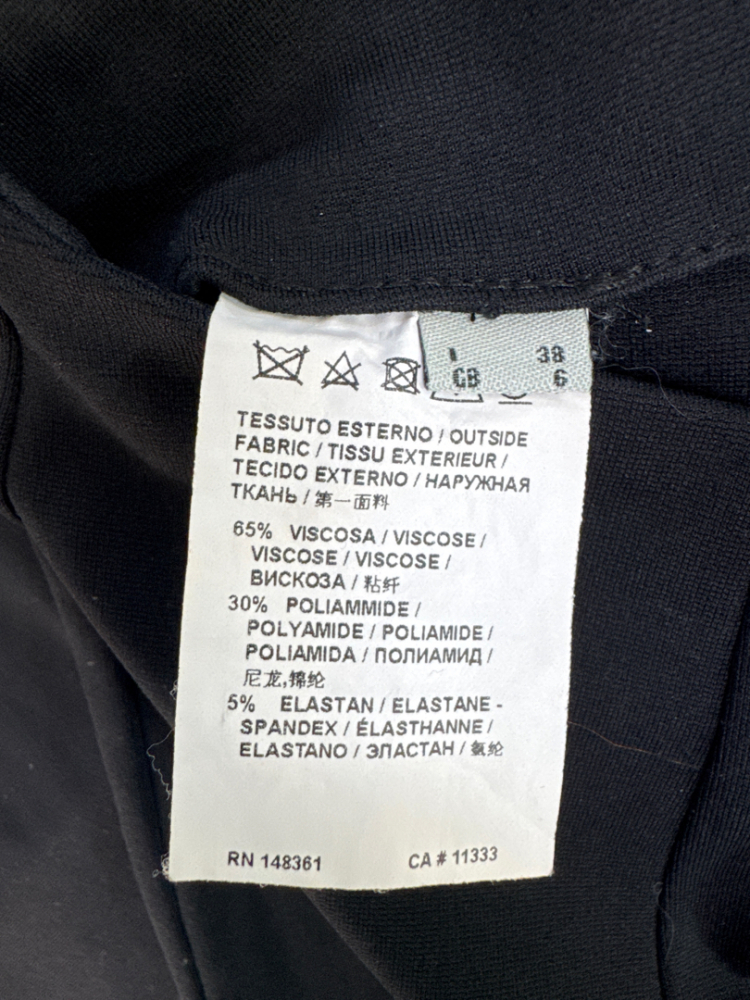 I 38
GB 6
TESSUTO ESTERNO / OUTSIDE
FABRIC / TISSU EXTERIEUR /
TECIDO EXTERNO / НАРУЖНАЯ
ТКАНЬ / 第一面料
65% VISCOSA / VISCOSE /
VISCOSE / VISCOSE /
ВИСКОЗА / 粘纤
30% POLIAMMIDE /
POLYAMIDE / POLIAMIDE /
POLIAMIDA / ПОЛИАМИД /
尼龙,锦纶
5% ELASTAN / ELASTANE -
SPANDEX / ÉLASTHANNE /
ELASTANO / ЭЛАСТАН / 氨纶
RN 148361 CA # 11333